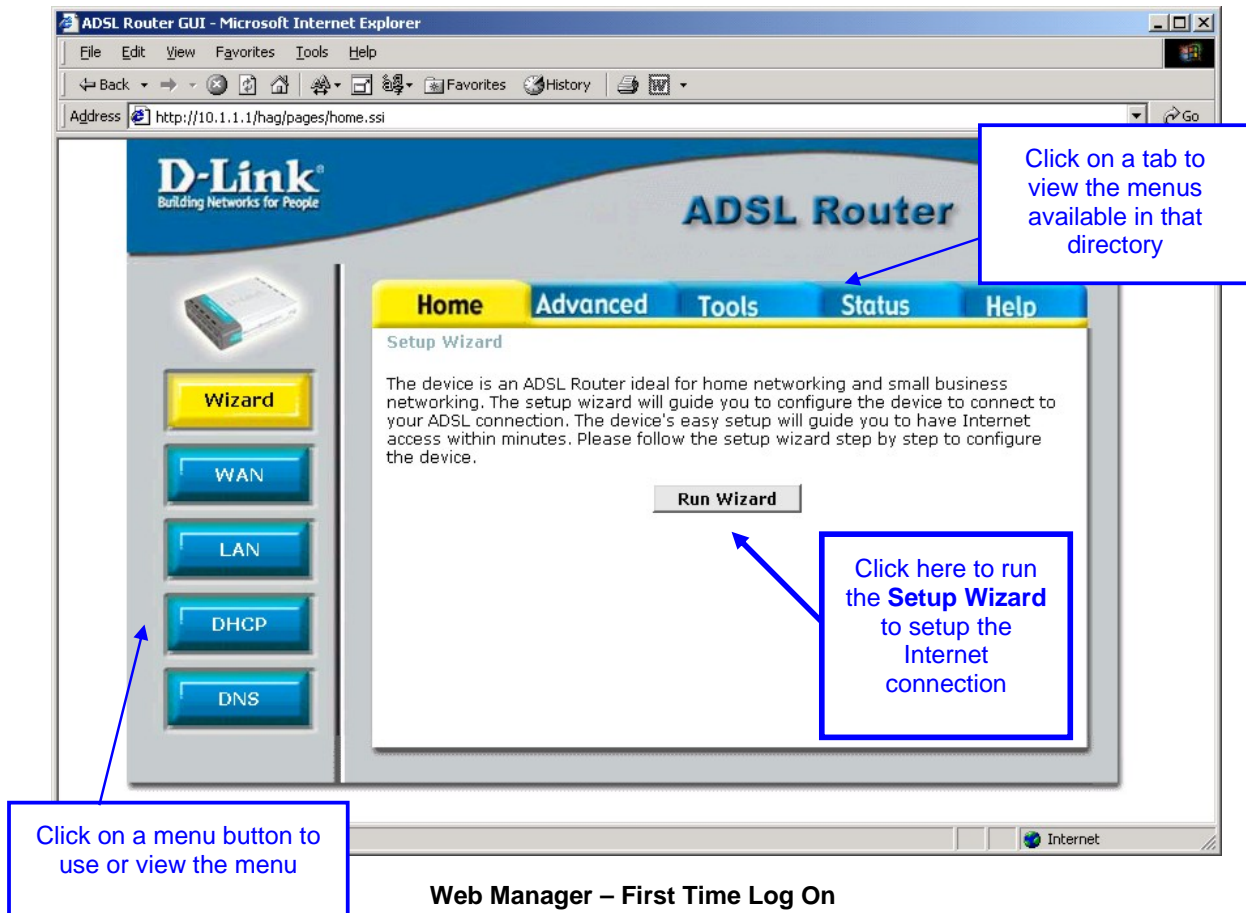 ADSL Router GUI - Microsoft Internet Explorer
File Edit View Favorites Tools Help
Back Favorites History
Address http://10.1.1.1/hag/pages/home.ssi Go
Click on a tab to
view the menus
available in that
directory
D-Link®
Building Networks for People
ADSL Router
Home Advanced Tools Status Help
Setup Wizard
The device is an ADSL Router ideal for home networking and small business
networking. The setup wizard will guide you to configure the device to connect to
your ADSL connection. The device's easy setup will guide you to have Internet
access within minutes. Please follow the setup wizard step by step to configure
the device.
Run Wizard
Wizard
WAN
LAN
DHCP
DNS
Click here to run
the Setup Wizard
to setup the
Internet
connection
Click on a menu button to
use or view the menu
Internet
Web Manager – First Time Log On